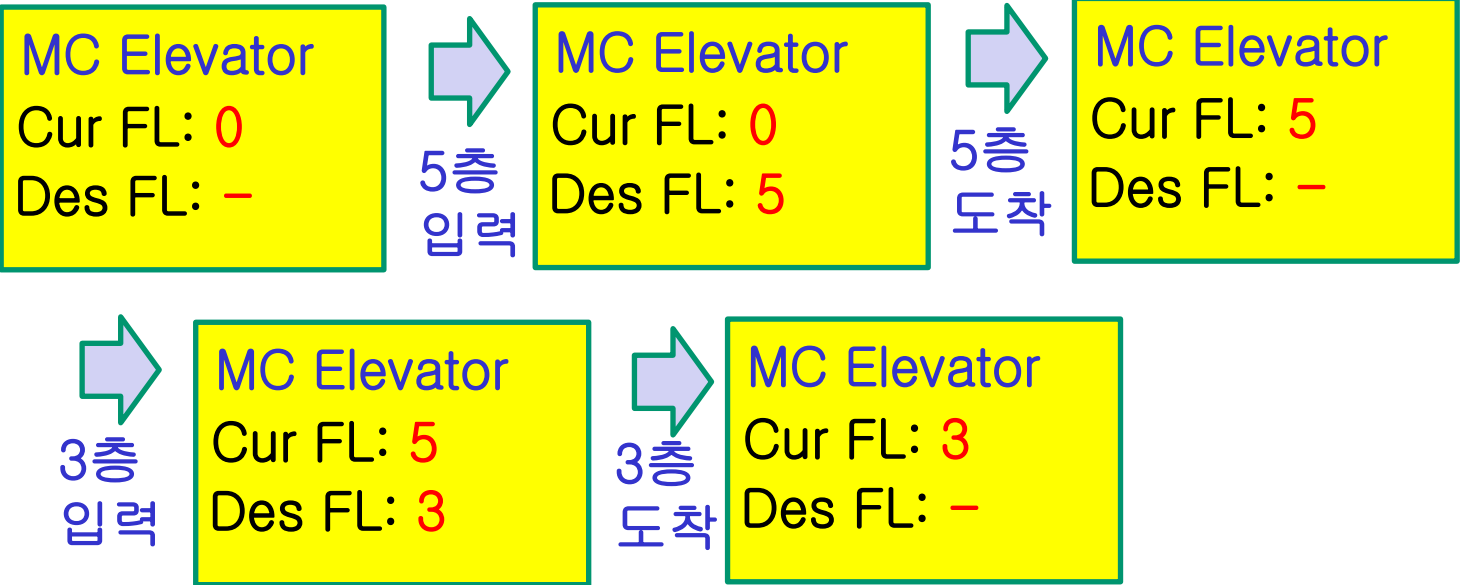 MC Elevator
Cur FL: 0
Des FL: -
5층
입력
MC Elevator
Cur FL: 0
Des FL: 5
5층
도착
MC Elevator
Cur FL: 5
Des FL: -
3층
입력
MC Elevator
Cur FL: 5
Des FL: 3
3층
도착
MC Elevator
Cur FL: 3
Des FL: -